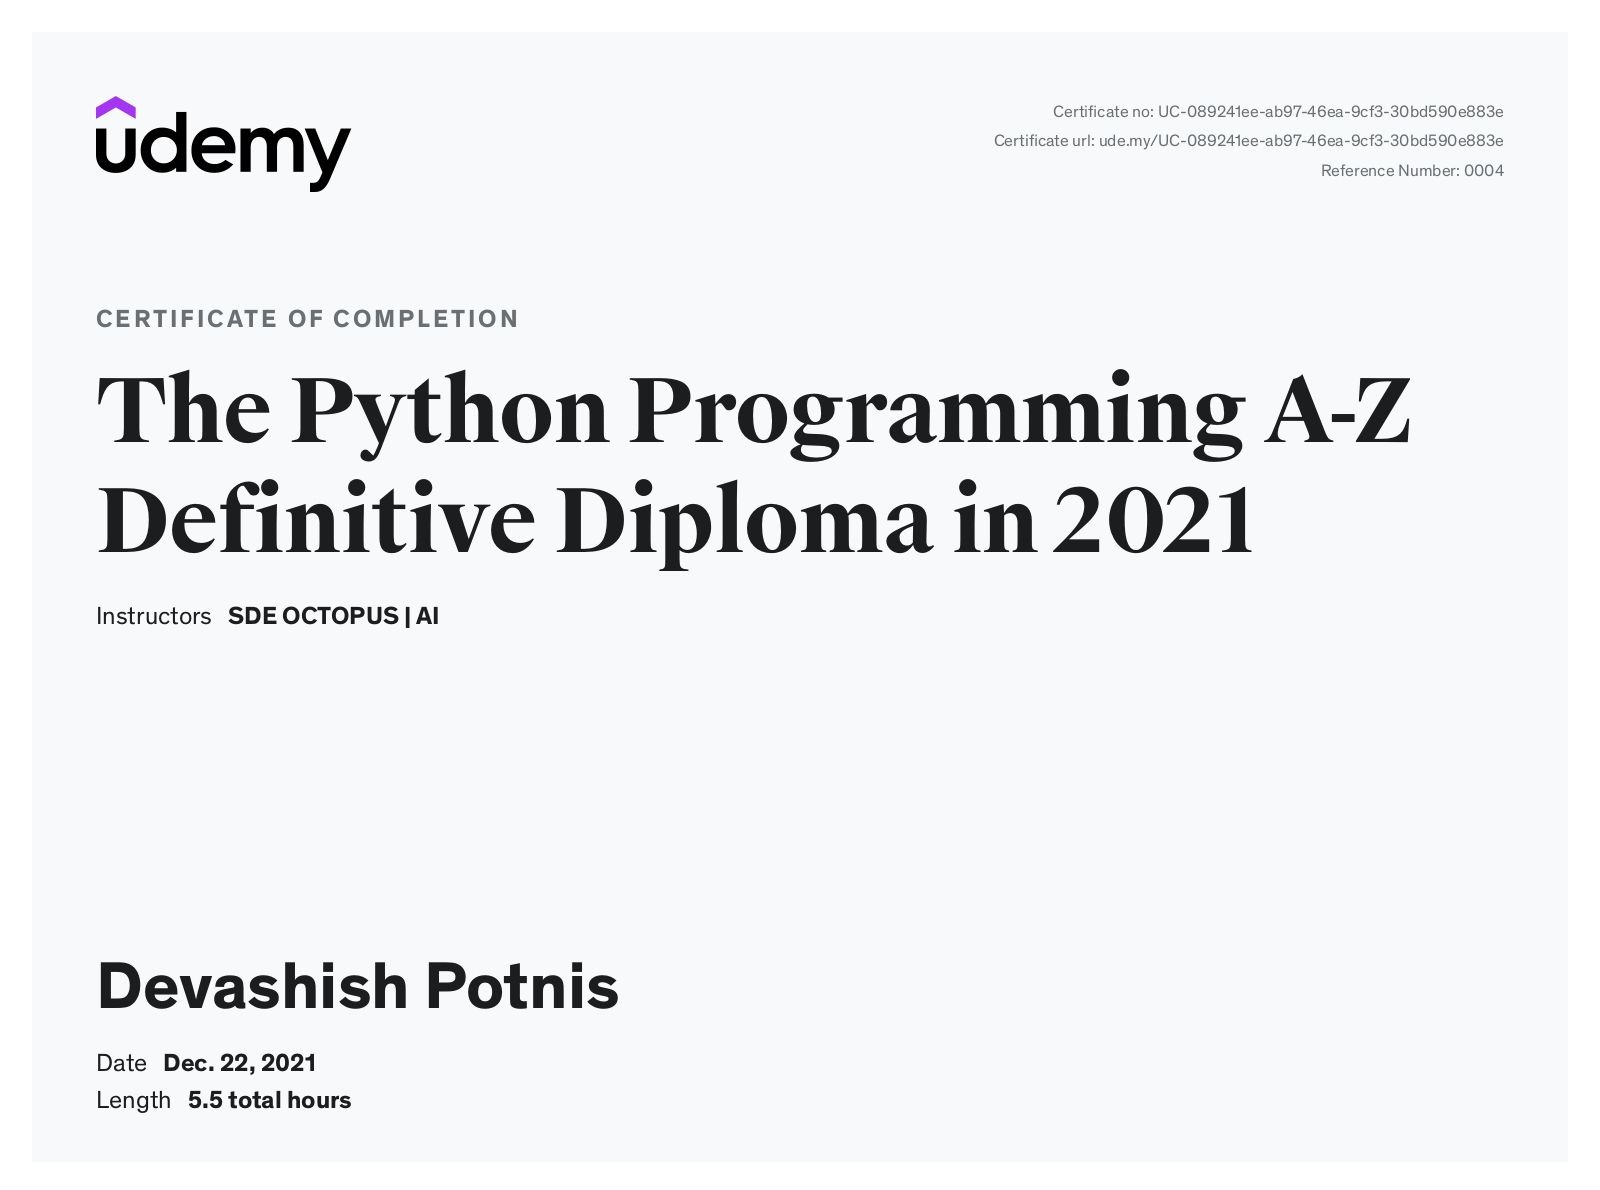 udemy
Certificate no: UC-089241ee-ab97-46ea-9cf3-30bd590e883e
Certificate url: ude.my/UC-089241ee-ab97-46ea-9cf3-30bd590e883e
Reference Number: 0004
CERTIFICATE OF COMPLETION
The Python Programming A-Z
Definitive Diploma in 2021
Instructors SDE OCTOPUS | AI
Devashish Potnis
Date Dec. 22, 2021
Length 5.5 total hours